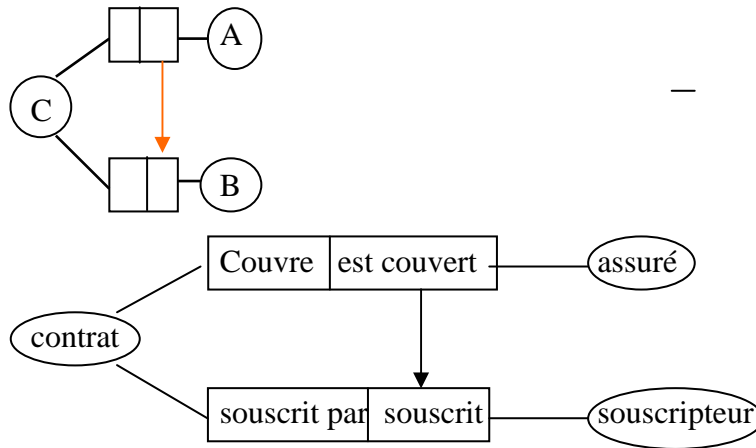 A
C
B
Couvre est couvert assuré
contrat
souscrit par souscrit souscripteur